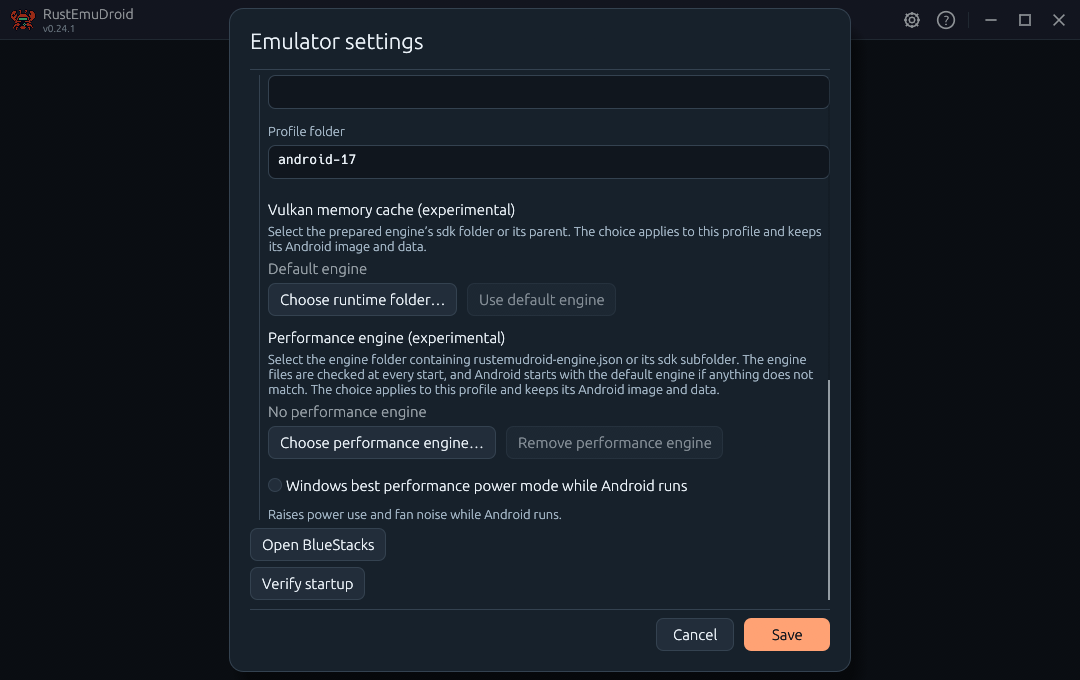 RustEmuDroid
v0.24.1
Emulator settings
Profile folder
android-17
Vulkan memory cache (experimental)
Select the prepared engine's sdk folder or its parent. The choice applies to this profile and keeps
its Android image and data.
Default engine
Choose runtime folder...
Use default engine
Performance engine (experimental)
Select the engine folder containing rustemudroid-engine.json or its sdk subfolder. The engine
files are checked at every start, and Android starts with the default engine if anything does not
match. The choice applies to this profile and keeps its Android image and data.
No performance engine
Choose performance engine...
Remove performance engine
Windows best performance power mode while Android runs
Raises power use and fan noise while Android runs.
Open BlueStacks
Verify startup
Cancel
Save